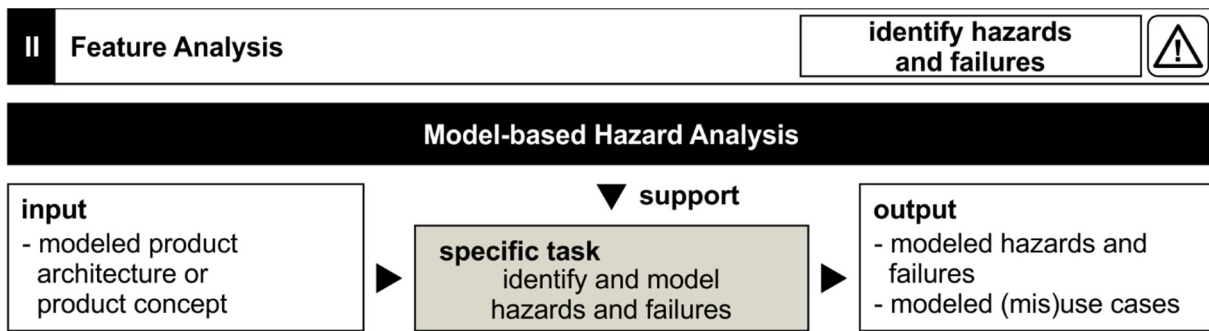 II
Feature Analysis
identify hazards
and failures
Model-based Hazard Analysis
support
input
- modeled product
architecture or
product concept
specific task
identify and model
hazards and failures
output
- modeled hazards and
failures
- modeled (mis)use cases